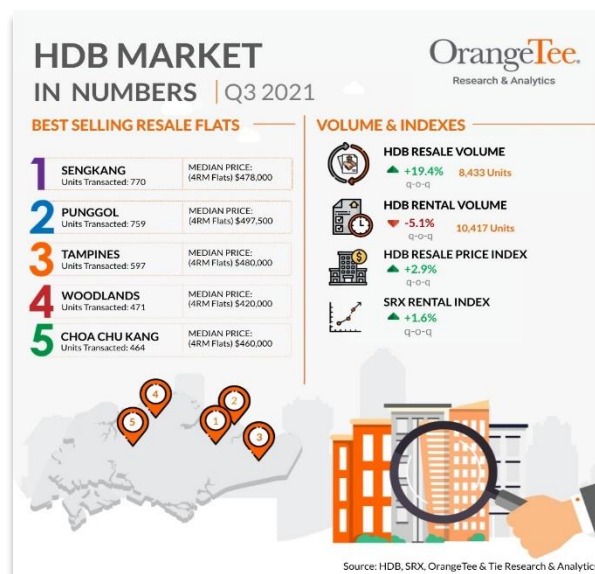 HDB MARKET
IN NUMBERS | Q3 2021
OrangeTee.
Research & Analytics
BEST SELLING RESALE FLATS
1
SENGKANG
Units Transacted: 770
MEDIAN PRICE:
(4RM Flats) $478,000
2
PUNGGOL
Units Transacted: 759
MEDIAN PRICE:
(4RM Flats) $497,500
3
TAMPINES
Units Transacted: 597
MEDIAN PRICE:
(4RM Flats) $480,000
4
WOODLANDS
Units Transacted: 471
MEDIAN PRICE:
(4RM Flats) $420,000
5
CHOA CHU KANG
Units Transacted: 464
MEDIAN PRICE:
(4RM Flats) $460,000
VOLUME & INDEXES
HDB RESALE VOLUME
+19.4% 8,433 Units
q-o-q
HDB RENTAL VOLUME
-5.1% 10,417 Units
q-o-q
HDB RESALE PRICE INDEX
+2.9%
q-o-q
SRX RENTAL INDEX
+1.6%
q-o-q
4
2
5
1
3
Source: HDB, SRX, OrangeTee & Tie Research & Analytics